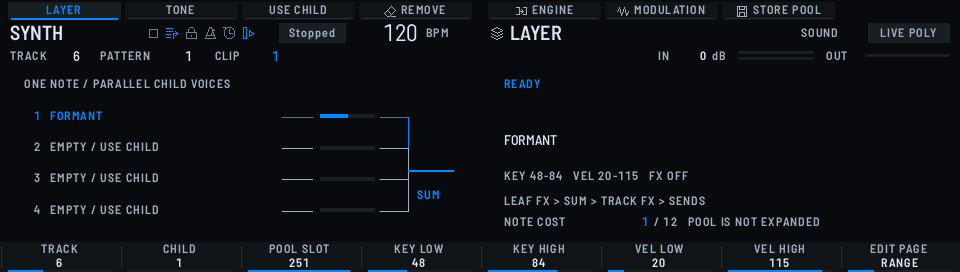 LAYER TONE USE CHILD REMOVE ENGINE MODULATION STORE POOL
SYNTH Stopped 120 BPM LAYER SOUND LIVE POLY
TRACK 6 PATTERN 1 CLIP 1 IN 0 dB OUT
ONE NOTE / PARALLEL CHILD VOICES READY
1 FORMANT
FORMANT
2 EMPTY / USE CHILD
3 EMPTY / USE CHILD KEY 48-84 VEL 20-115 FX OFF
SUM LEAF FX > SUM > TRACK FX > SENDS
4 EMPTY / USE CHILD
NOTE COST 1 / 12 POOL IS NOT EXPANDED
TRACK CHILD POOL SLOT KEY LOW KEY HIGH VEL LOW VEL HIGH EDIT PAGE
6 1 251 48 84 20 115 RANGE